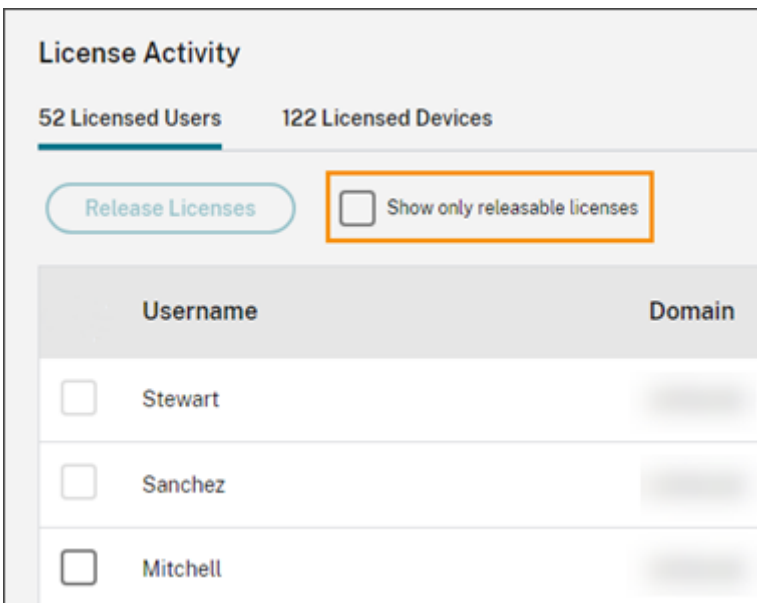 License Activity
52 Licensed Users 122 Licensed Devices
Release Licenses Show only releasable licenses
Username Domain
Stewart
Sanchez
Mitchell